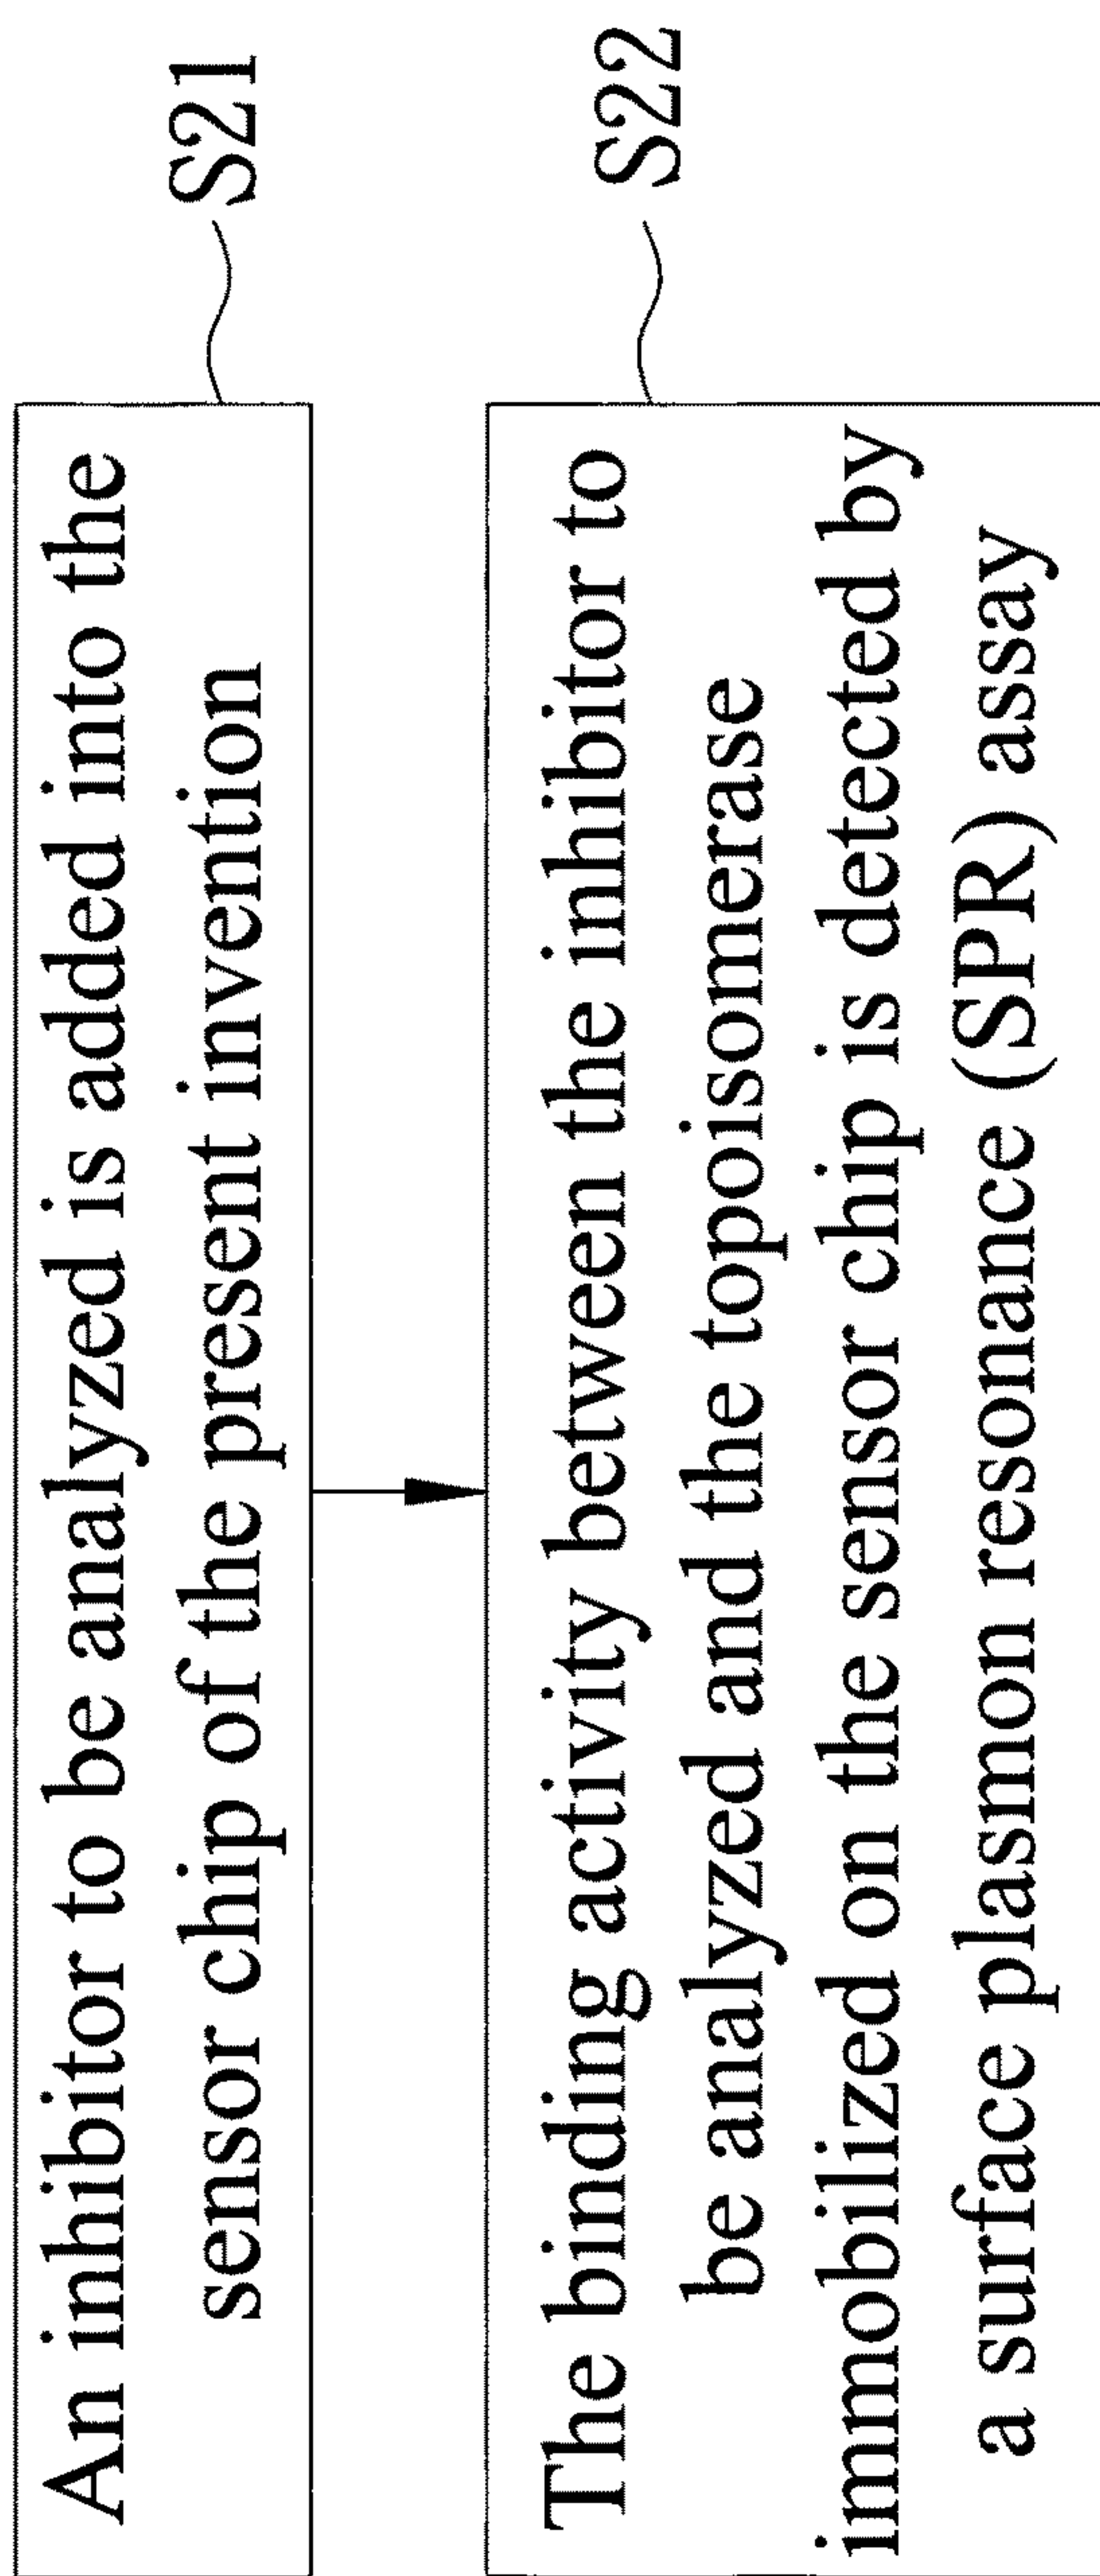 An inhibitor to be analyzed is added into the
sensor chip of the present invention
S21
The binding activity between the inhibitor to
be analyzed and the topoisomerase
immobilized on the sensor chip is detected by
a surface plasmon resonance (SPR) assay
S22